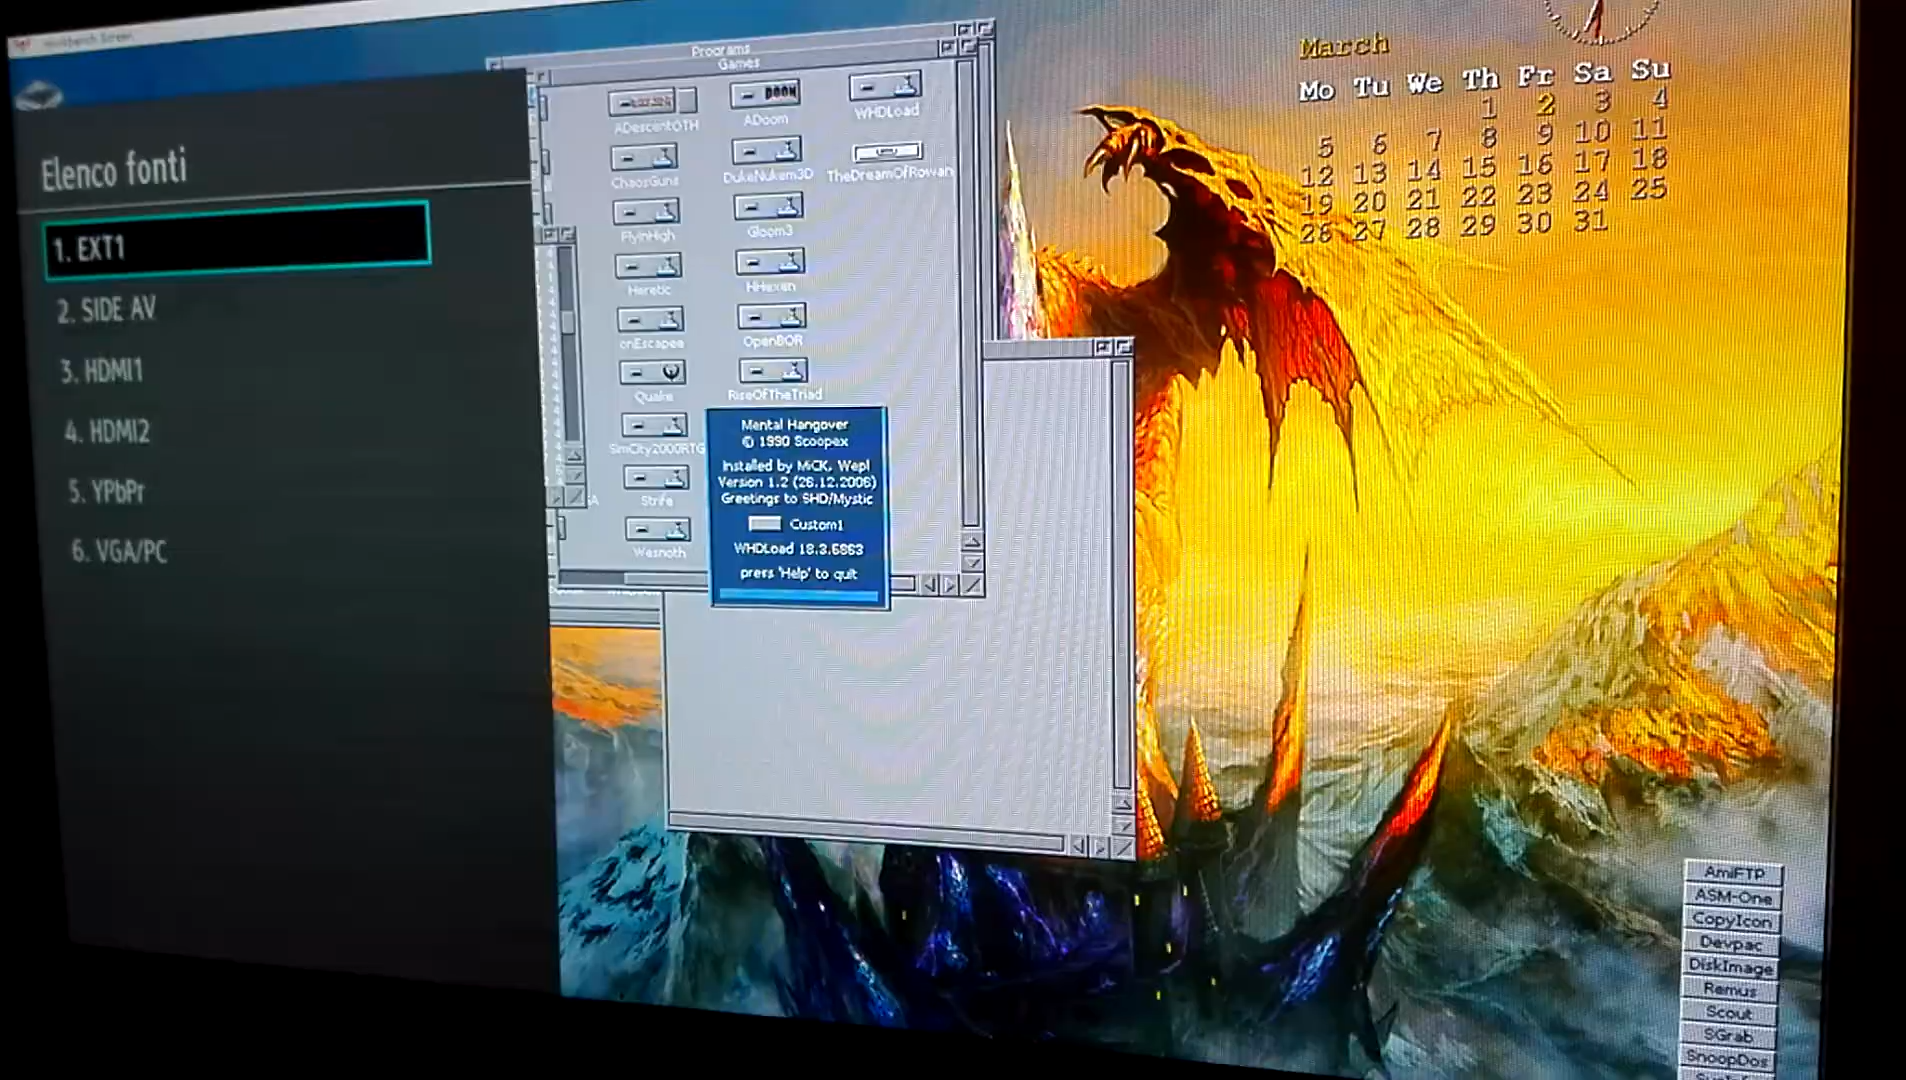 Workbench Screen
Elenco fonti
1. EXT1
2. SIDE AV
3. HDMI1
4. HDMI2
5. YPbPr
6. VGA/PC
Programs
Games
ADescentOTH
ADoom
WHDLoad
ChaosGuns
DukeNukem3D
TheDreamOfRowan
FlyinHigh
Gloom3
Heretic
HHexen
onEscapee
OpenBOR
Quake
RiseOfTheTriad
SimCity2000RTG
Strife
Wesnoth
Mental Hangover
© 1990 Scoopex
Installed by MiCK, Wepl
Version 1.2 (26.12.2006)
Greetings to SHD/Mystic
Custom1
WHDLoad 18.3.6863
press 'Help' to quit
March
Mo Tu We Th Fr Sa Su
1 2 3 4
5 6 7 8 9 10 11
12 13 14 15 16 17 18
19 20 21 22 23 24 25
26 27 28 29 30 31
AmiFTP
ASM-One
CopyIcon
Devpac
DiskImage
Remus
Scout
SGrab
SnoopDos